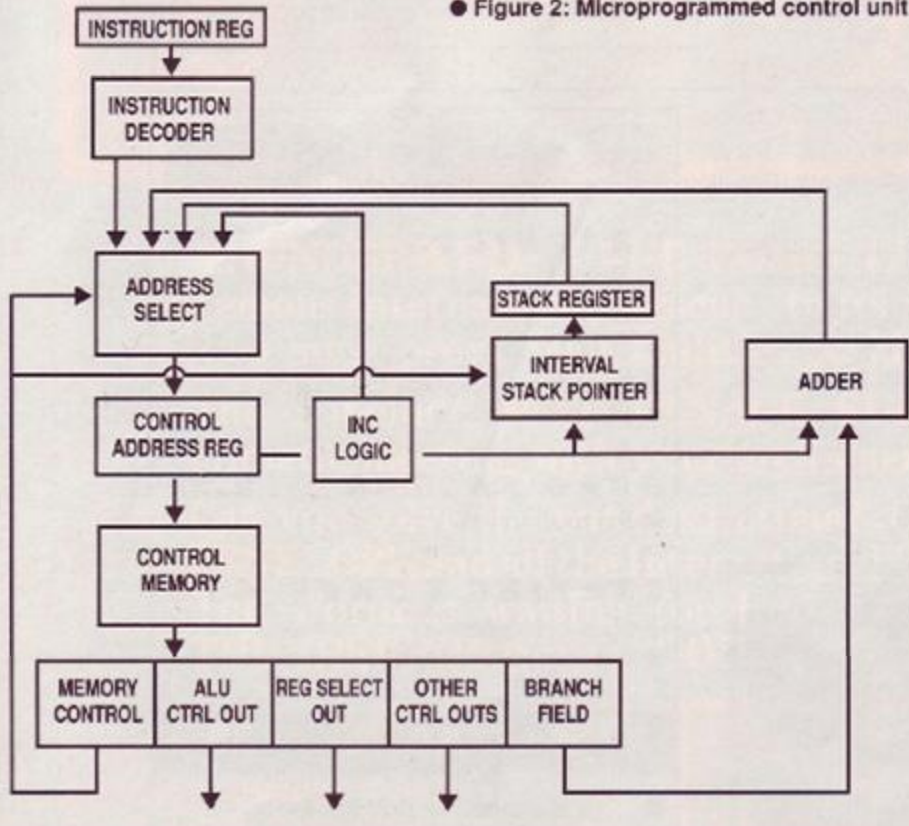 ● Figure 2: Microprogrammed control unit
INSTRUCTION REG
INSTRUCTION
DECODER
ADDRESS
SELECT
STACK REGISTER
INTERVAL
STACK POINTER
ADDER
CONTROL
ADDRESS REG
INC
LOGIC
CONTROL
MEMORY
MEMORY
CONTROL
ALU
CTRL OUT
REG SELECT
OUT
OTHER
CTRL OUTS
BRANCH
FIELD